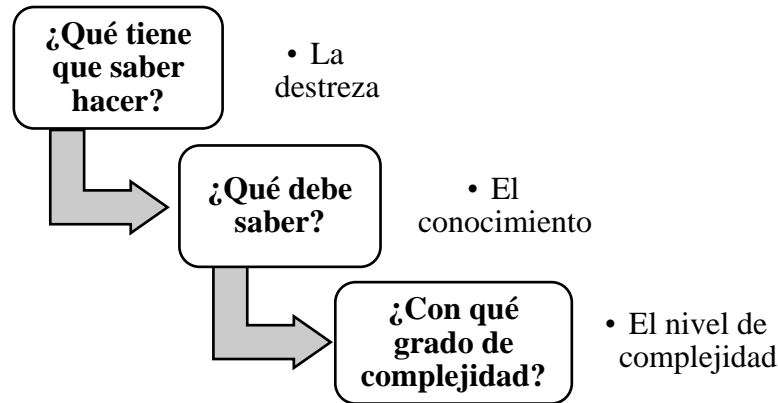 ¿Qué tiene
que saber
hacer?
• La
destreza
¿Qué debe
saber?
• El
conocimiento
¿Con qué
grado de
complejidad?
• El nivel de
complejidad